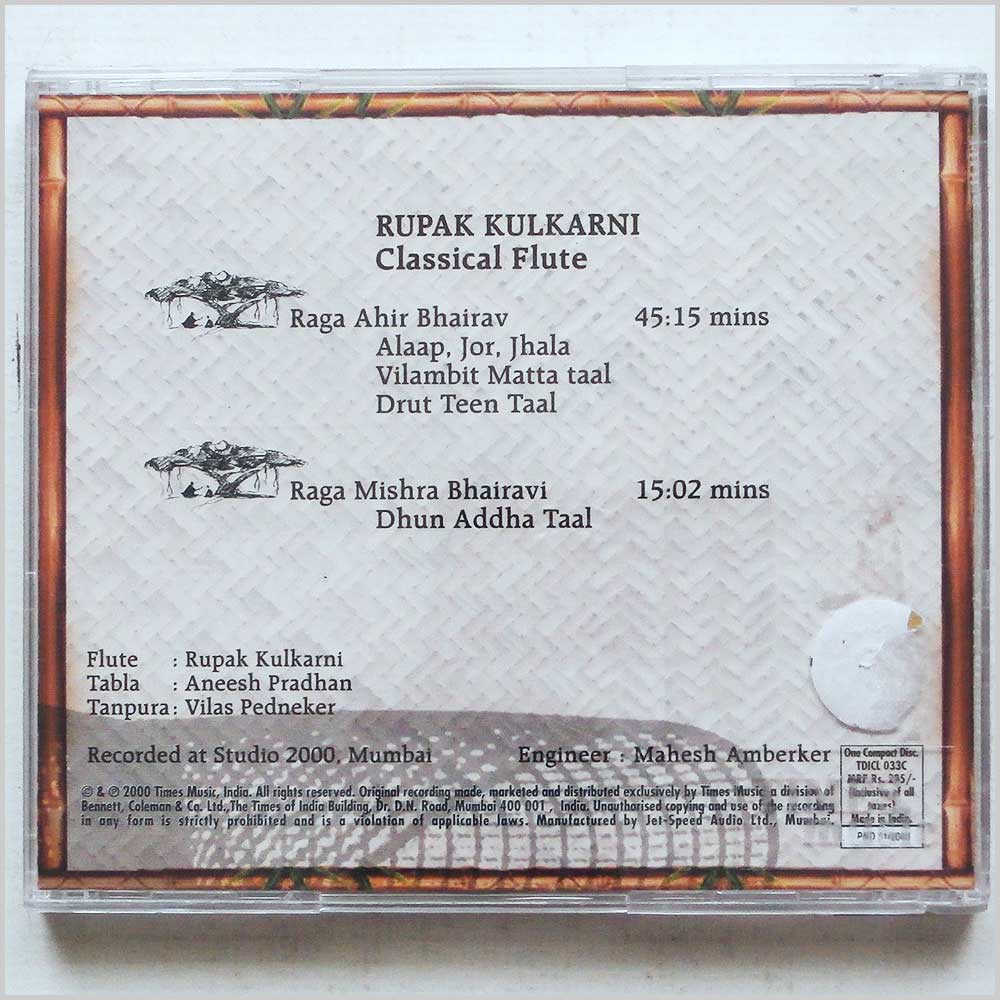 RUPAK KULKARNI
Classical Flute
Raga Ahir Bhairav 45:15 mins
Alaap, Jor, Jhala
Vilambit Matta taal
Drut Teen Taal
Raga Mishra Bhairavi 15:02 mins
Dhun Addha Taal
Flute : Rupak Kulkarni
Tabla : Aneesh Pradhan
Tanpura : Vilas Pedneker
Recorded at Studio 2000, Mumbai Engineer : Mahesh Amberker
© & ℗ 2000 Times Music, India. All rights reserved. Original recording made, marketed and distributed exclusively by Times Music a division of
Bennett, Coleman & Co. Ltd.,The Times of India Building, Dr. D.N. Road, Mumbai 400 001 , India. Unauthorised copying and use of the recording
in any form is strictly prohibited and is a violation of applicable laws. Manufactured by Jet-Speed Audio Ltd., Mumbai.
One Compact Disc.
TDICL 033C
MRP Rs. /-
(Inclusive of all
taxes)
Made in India.